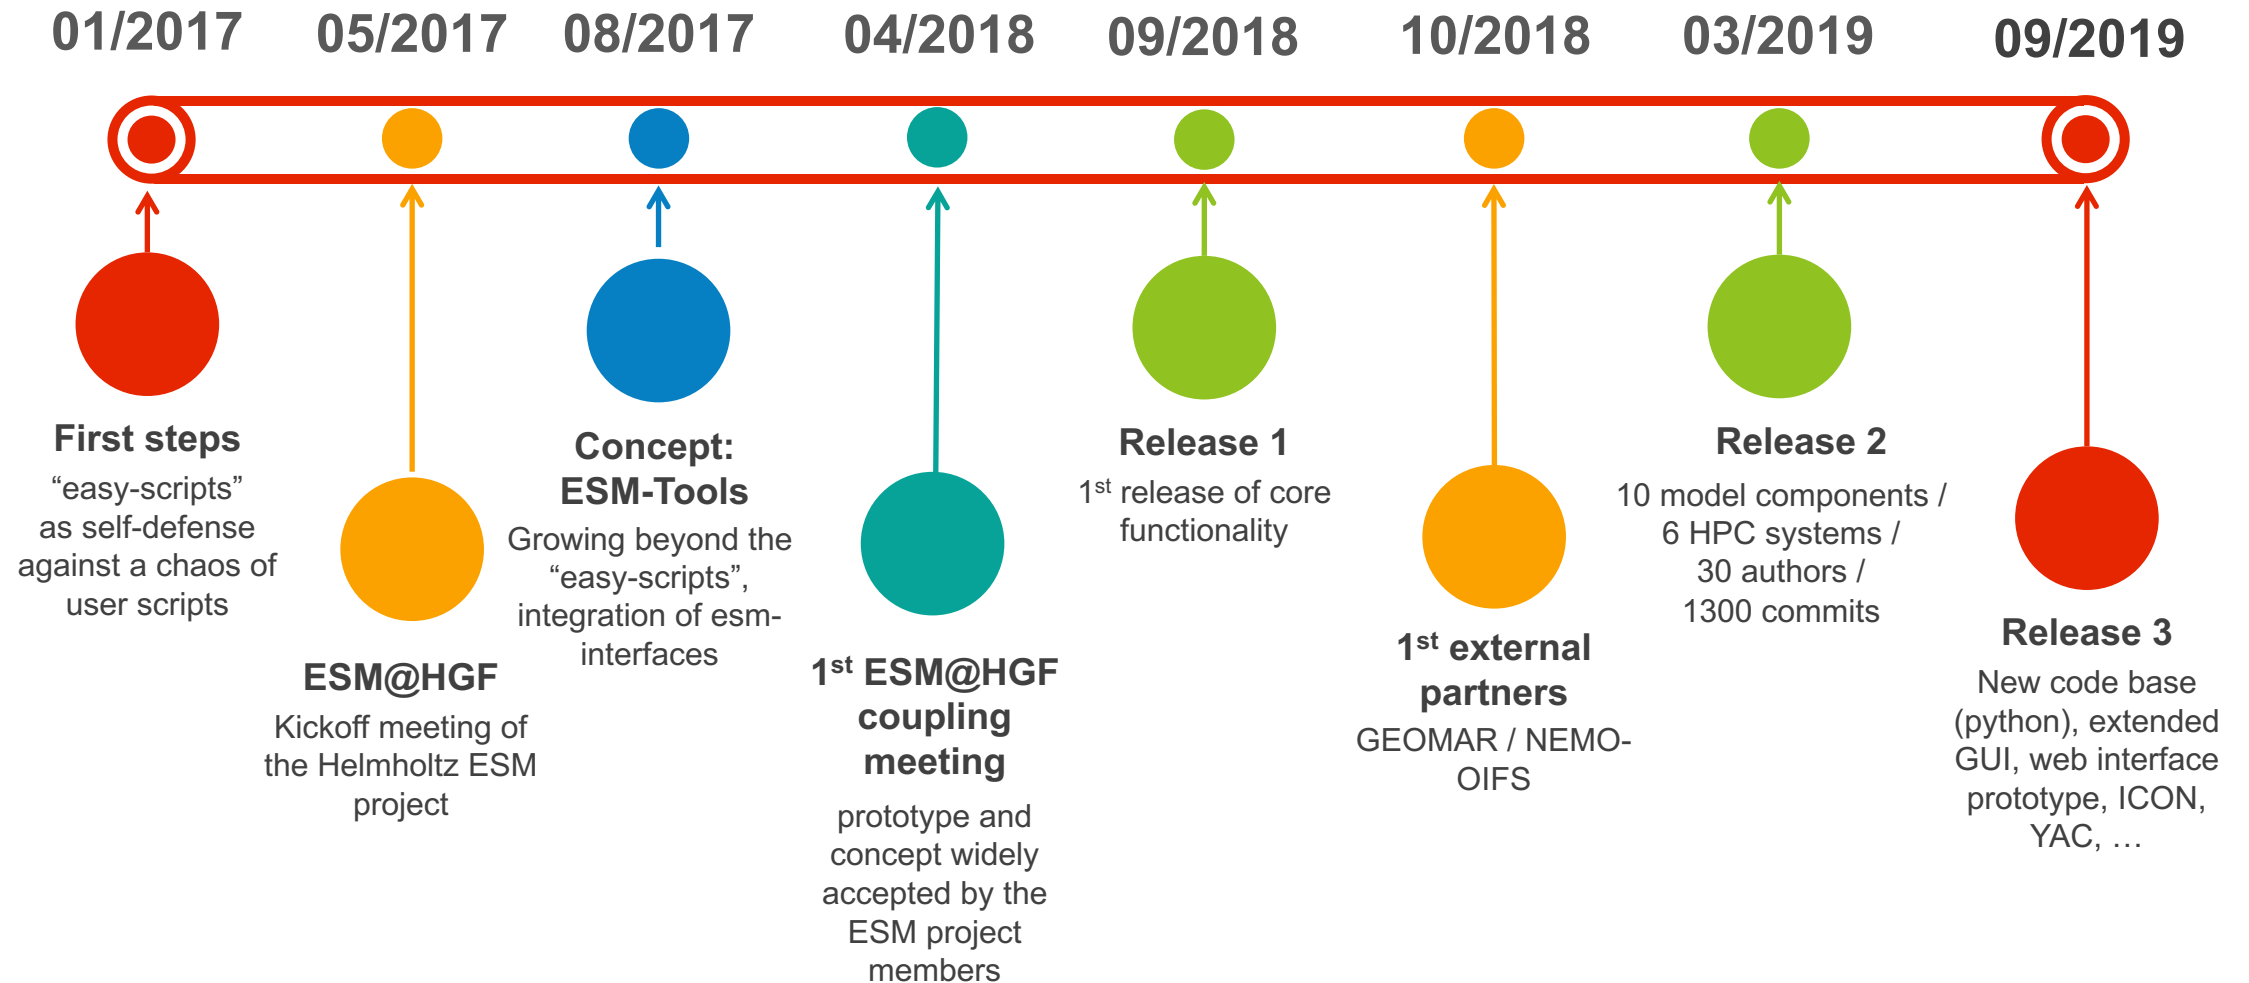 01/2017
05/2017
08/2017
04/2018
09/2018
10/2018
03/2019
09/2019
First steps
“easy-scripts”
as self-defense
against a chaos of
user scripts
ESM@HGF
Kickoff meeting of
the Helmholtz ESM
project
Concept:
ESM-Tools
Growing beyond the
“easy-scripts”,
integration of esm-
interfaces
1st ESM@HGF
coupling
meeting
prototype and
concept widely
accepted by the
ESM project
members
Release 1
1st release of core
functionality
1st external
partners
GEOMAR / NEMO-
OIFS
Release 2
10 model components /
6 HPC systems /
30 authors /
1300 commits
Release 3
New code base
(python), extended
GUI, web interface
prototype, ICON,
YAC, …